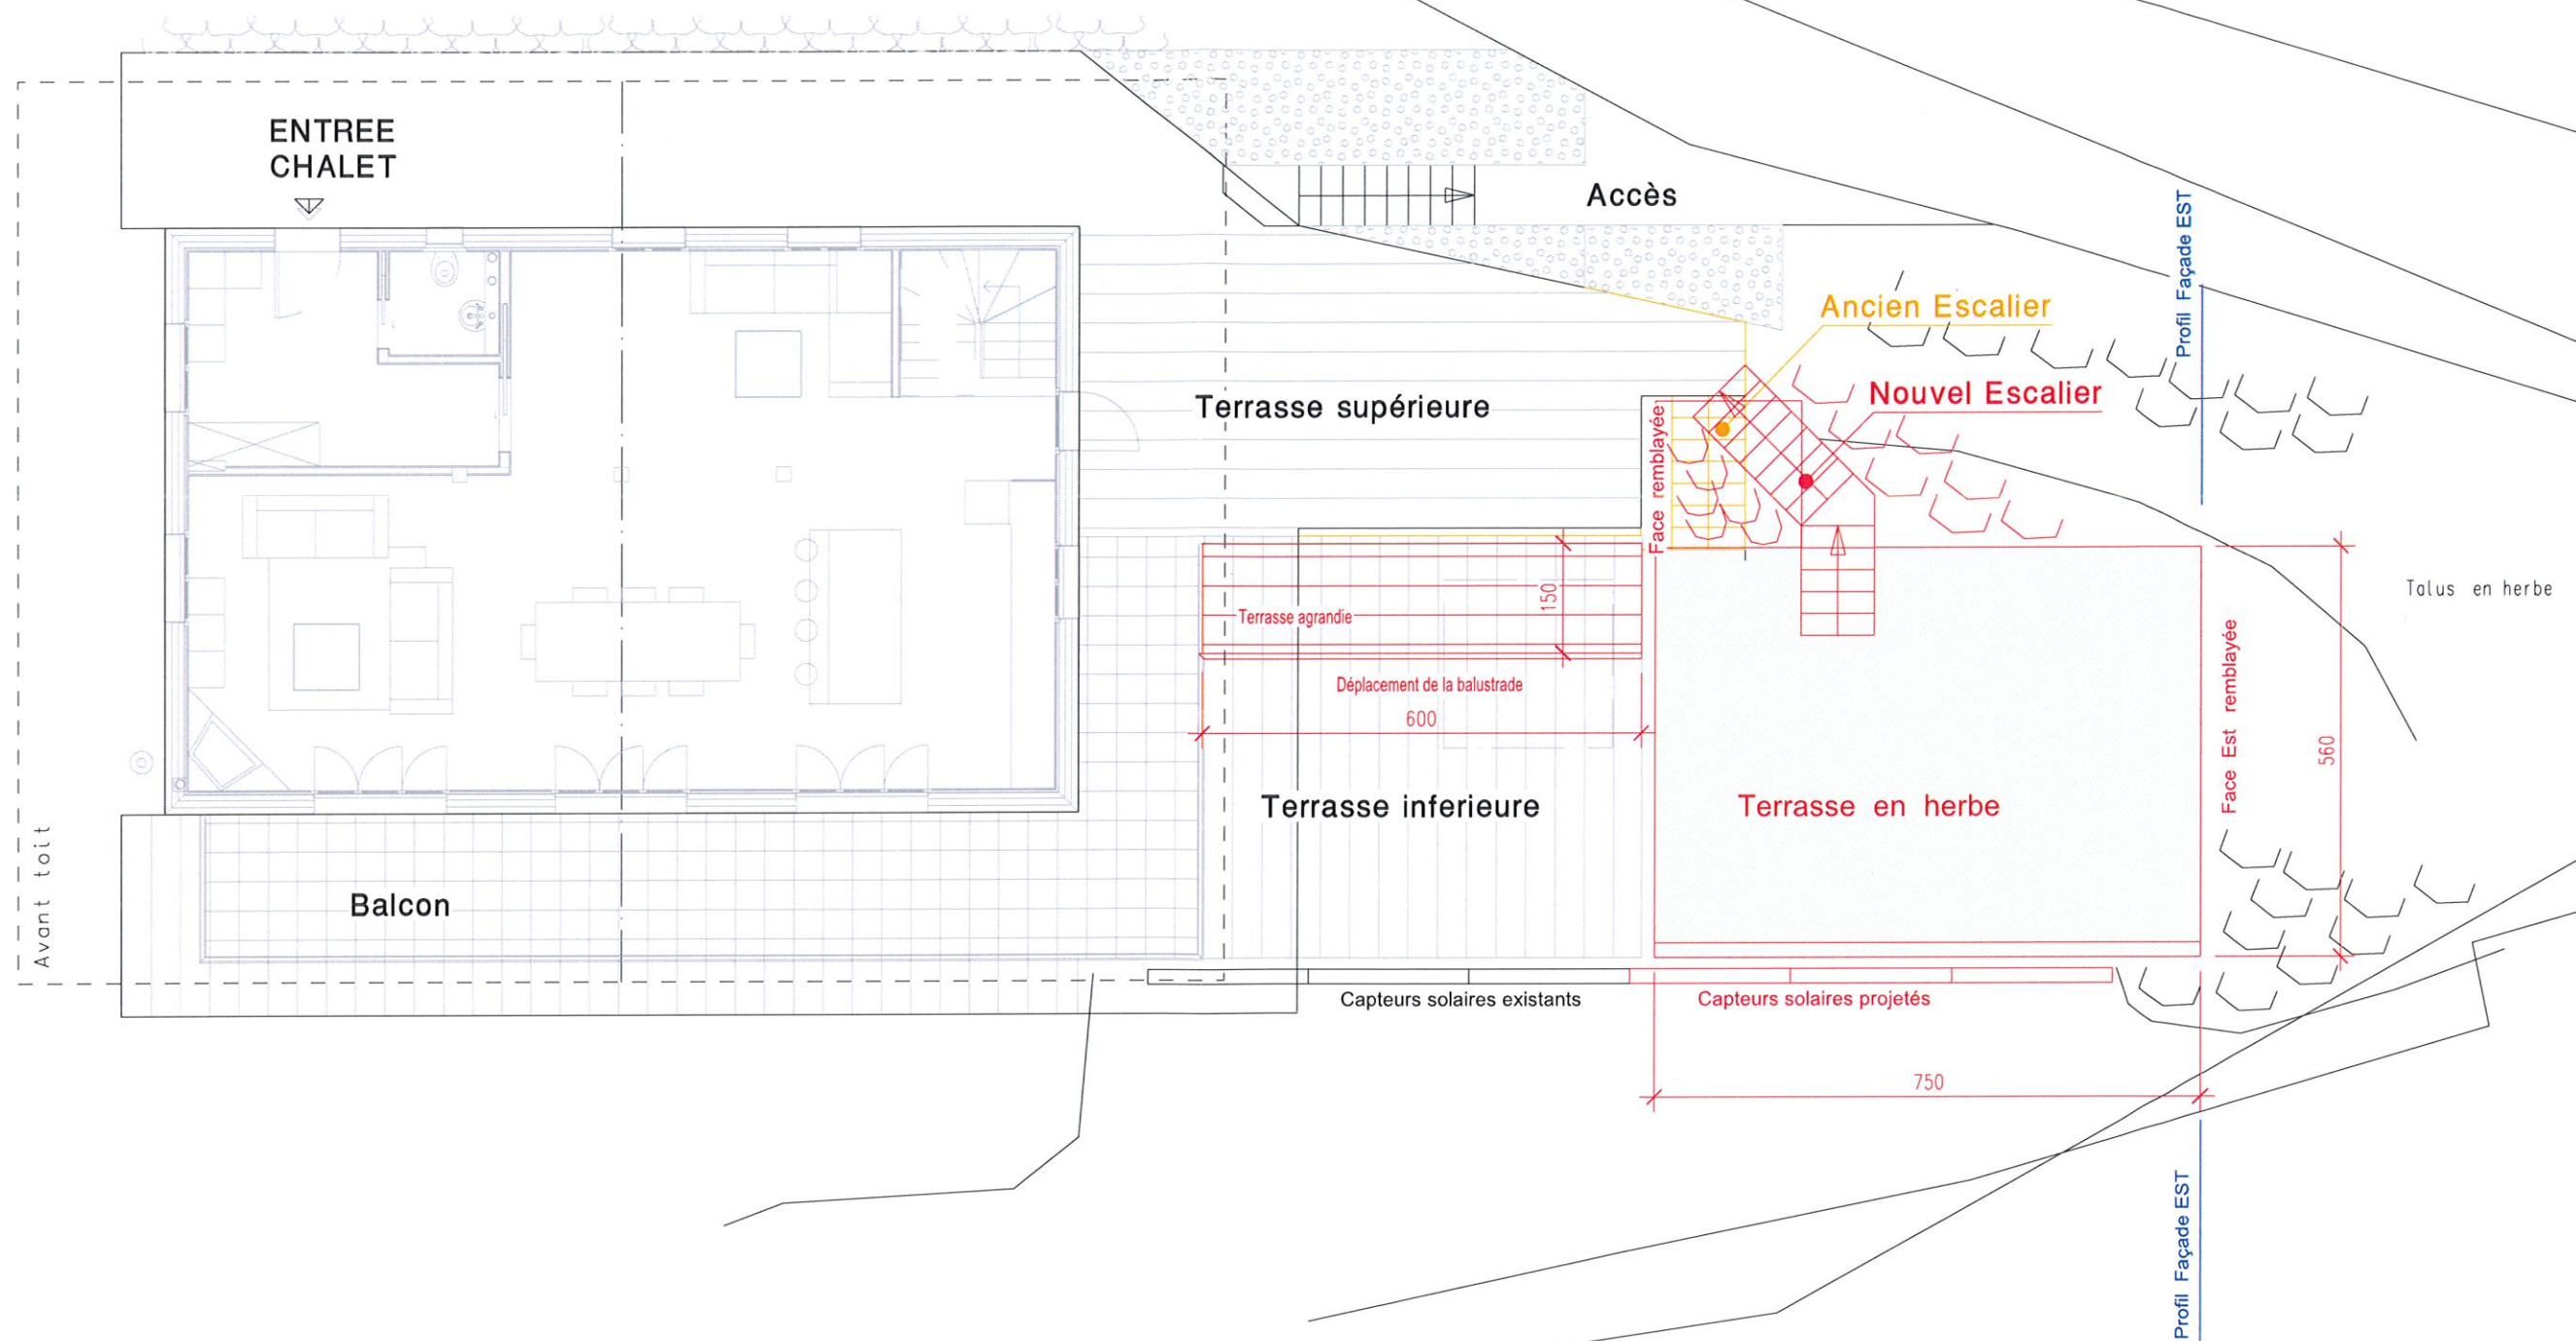 ENTREE
CHALET
Accès
Profil Façade EST
Ancien Escalier
Nouvel Escalier
Terrasse supérieure
Face remblayée
150
Terrasse agrandie
Talus en herbe
Déplacement de la balustrade
600
Face Est remblayée
560
Terrasse inferieure
Terrasse en herbe
Avant toit
Balcon
Capteurs solaires existants
Capteurs solaires projetés
750
Profil Façade EST